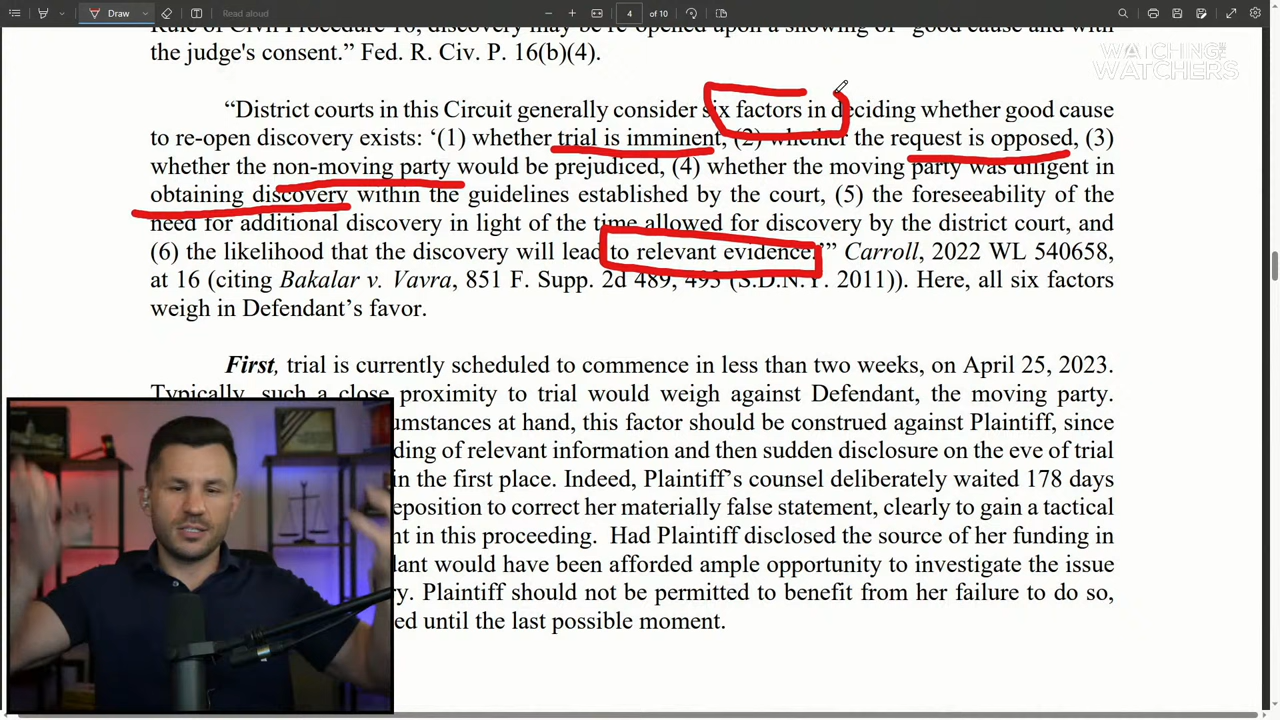 Draw
Read aloud
4
of 10
Rule of Civil Procedure 16, discovery may be re-opened upon a showing of "good cause and with
the judge's consent." Fed. R. Civ. P. 16(b)(4).
WATCHING THE WATCHERS
"District courts in this Circuit generally consider six factors in deciding whether good cause
to re-open discovery exists: '(1) whether trial is imminent, (2) whether the request is opposed, (3)
whether the non-moving party would be prejudiced, (4) whether the moving party was diligent in
obtaining discovery within the guidelines established by the court, (5) the foreseeability of the
need for additional discovery in light of the time allowed for discovery by the district court, and
(6) the likelihood that the discovery will lead to relevant evidence.'" Carroll, 2022 WL 540658,
at 16 (citing Bakalar v. Vavra, 851 F. Supp. 2d 489, 493 (S.D.N.Y. 2011)). Here, all six factors
weigh in Defendant's favor.
First, trial is currently scheduled to commence in less than two weeks, on April 25, 2023.
Typically, such a close proximity to trial would weigh against Defendant, the moving party.
umstances at hand, this factor should be construed against Plaintiff, since
ding of relevant information and then sudden disclosure on the eve of trial
in the first place. Indeed, Plaintiff's counsel deliberately waited 178 days
eposition to correct her materially false statement, clearly to gain a tactical
nt in this proceeding. Had Plaintiff disclosed the source of her funding in
lant would have been afforded ample opportunity to investigate the issue
ry. Plaintiff should not be permitted to benefit from her failure to do so,
ed until the last possible moment.